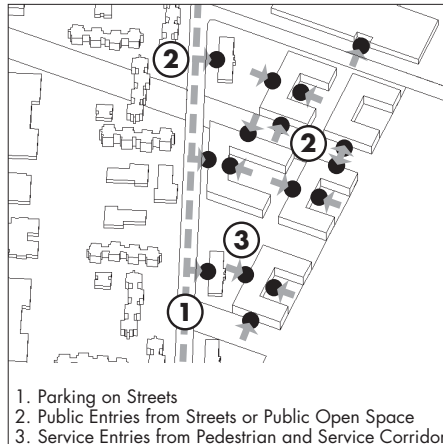 2
2
3
1
1. Parking on Streets
2. Public Entries from Streets or Public Open Space
3. Service Entries from Pedestrian and Service Corridor